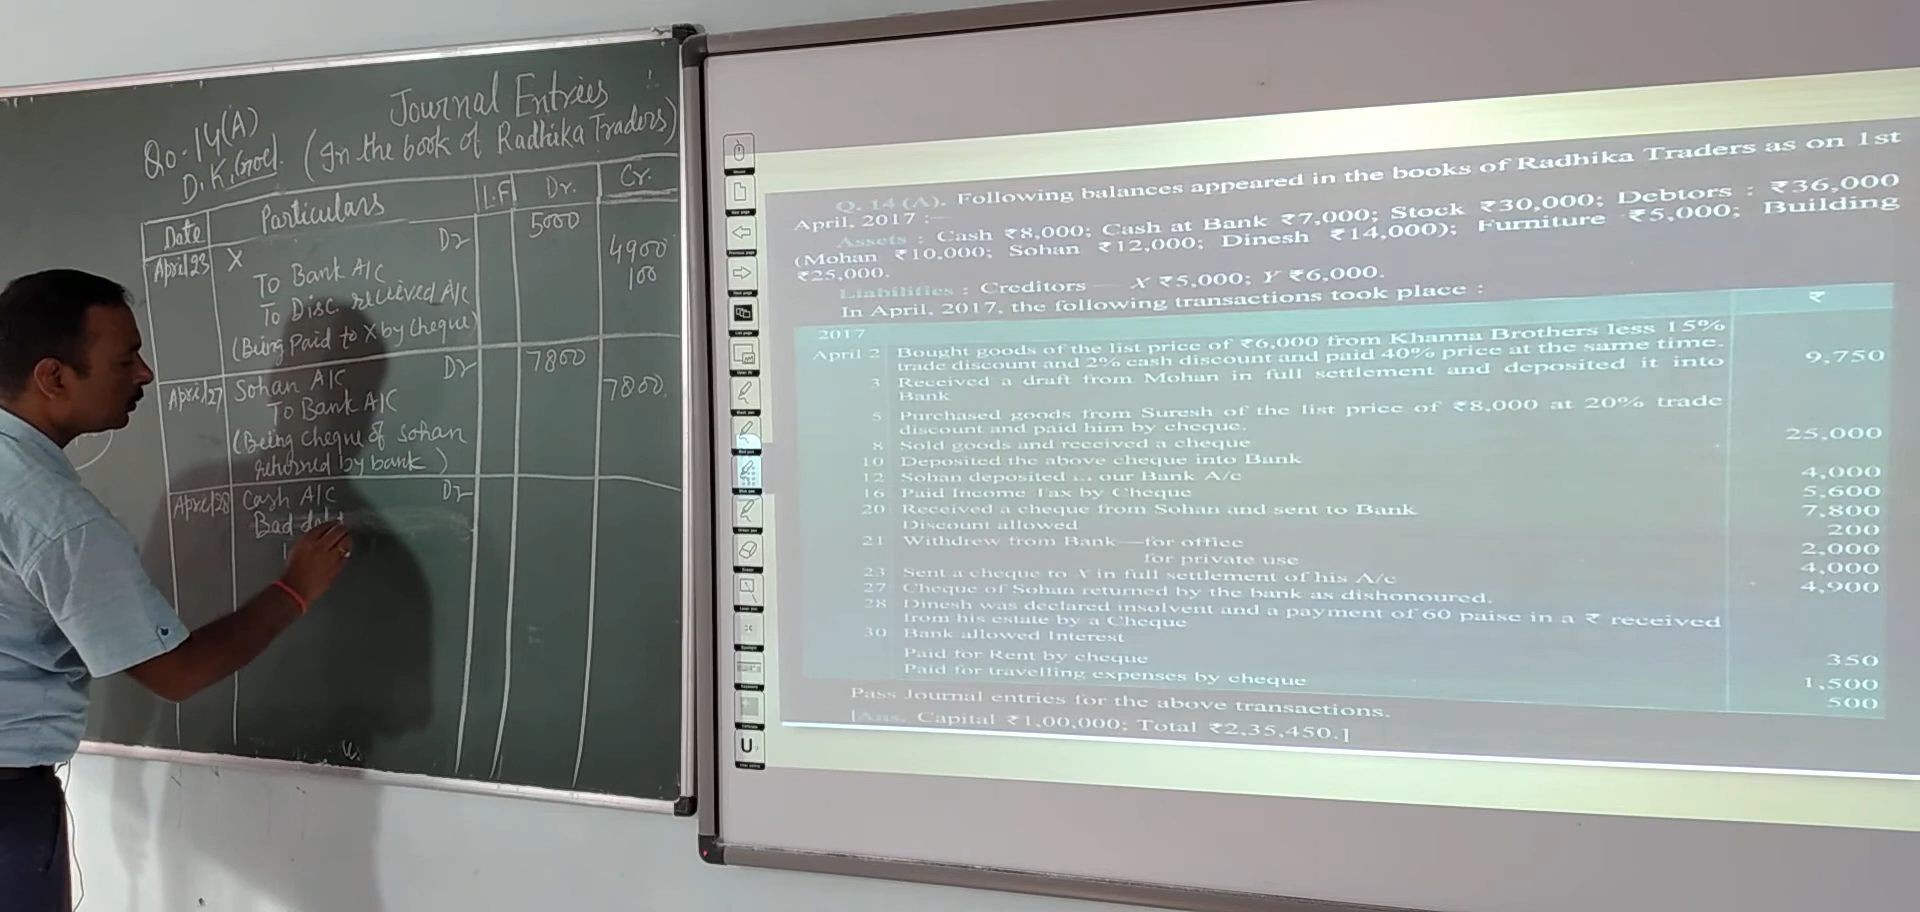 Qo-14(A)
D.K.Goel.
Journal Entries
(In the book of Radhika Traders)
Date Particulars L.F Dr. Cr.
April23 X Dr 5000
To Bank A/C 4900
To Disc. recieved A/c 100
(Being Paid to X by Cheque)
April,27 Sohan A/C Dr 7800
To Bank A/C 7800.
(Being cheque of Sohan
returned by bank)
April28 Cash A/C Dr
Bad debt
Q. 14 (A). Following balances appeared in the books of Radhika Traders as on 1st
April, 2017 :—
Assets : Cash ₹8,000; Cash at Bank ₹7,000; Stock ₹30,000; Debtors : ₹36,000
(Mohan ₹10,000; Sohan ₹12,000; Dinesh ₹14,000); Furniture ₹5,000; Building
₹25,000.
Liabilities : Creditors — X ₹5,000; Y ₹6,000.
In April, 2017, the following transactions took place :
2017 ₹
April 2 Bought goods of the list price of ₹6,000 from Khanna Brothers less 15%
trade discount and 2% cash discount and paid 40% price at the same time.
3 Received a draft from Mohan in full settlement and deposited it into
Bank 9,750
5 Purchased goods from Suresh of the list price of ₹8,000 at 20% trade
discount and paid him by cheque.
8 Sold goods and received a cheque 25,000
10 Deposited the above cheque into Bank
12 Sohan deposited in our Bank A/c 4,000
16 Paid Income Tax by Cheque 5,600
20 Received a cheque from Sohan and sent to Bank 7,800
Discount allowed 200
21 Withdrew from Bank—for office 2,000
for private use 4,000
23 Sent a cheque to X in full settlement of his A/c 4,900
27 Cheque of Sohan returned by the bank as dishonoured.
28 Dinesh was declared insolvent and a payment of 60 paise in a ₹ received
from his estate by a Cheque
30 Bank allowed Interest 350
Paid for Rent by cheque 1,500
Paid for travelling expenses by cheque 500
Pass Journal entries for the above transactions.
[Ans. Capital ₹1,00,000; Total ₹2,35,450.]
U